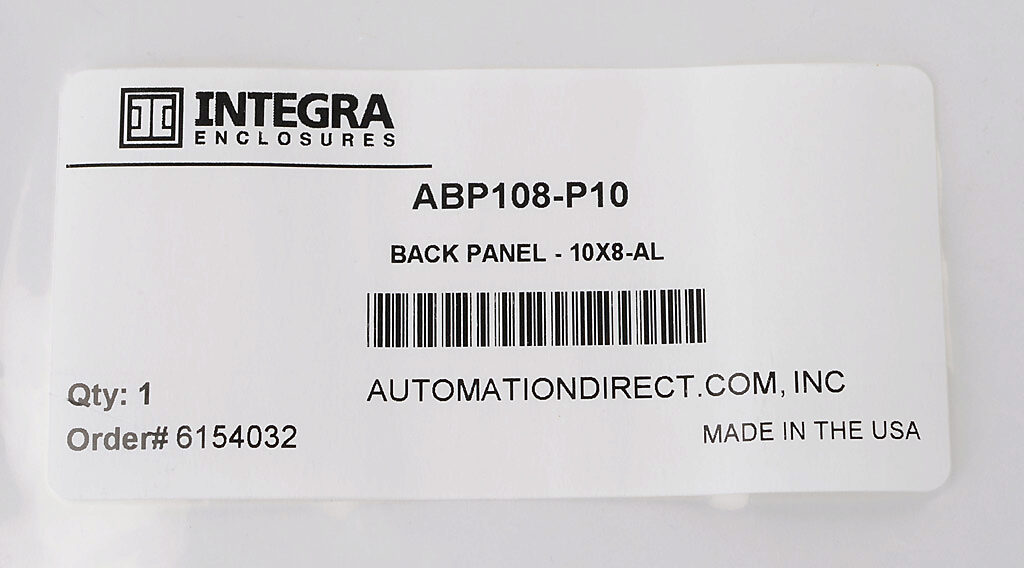 INTEGRA
ENCLOSURES
ABP108-P10
BACK PANEL - 10X8-AL
Qty: 1
AUTOMATIONDIRECT.COM, INC
Order# 6154032
MADE IN THE USA